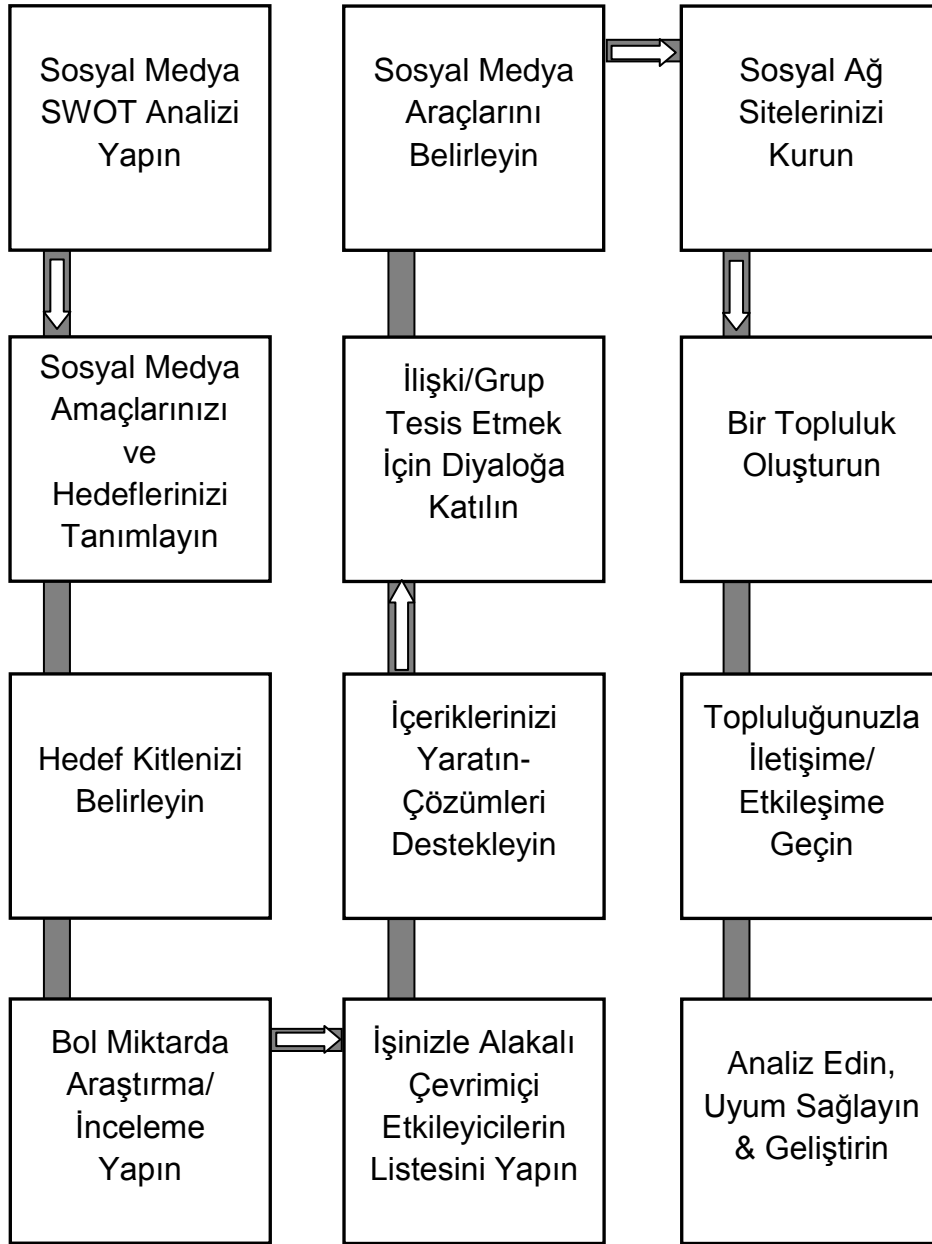 Sosyal Medya
SWOT Analizi
Yapın
Sosyal Medya
Amaçlarınızı
ve
Hedeflerinizi
Tanımlayın
Hedef Kitlenizi
Belirleyin
Bol Miktarda
Araştırma/
İnceleme
Yapın
İşinizle Alakalı
Çevrimiçi
Etkileyicilerin
Listesini Yapın
İçeriklerinizi
Yaratın-
Çözümleri
Destekleyin
İlişki/Grup
Tesis Etmek
İçin Diyaloğa
Katılın
Sosyal Medya
Araçlarını
Belirleyin
Sosyal Ağ
Sitelerinizi
Kurun
Bir Topluluk
Oluşturun
Topluluğunuzla
İletişime/
Etkileşime
Geçin
Analiz Edin,
Uyum Sağlayın
& Geliştirin